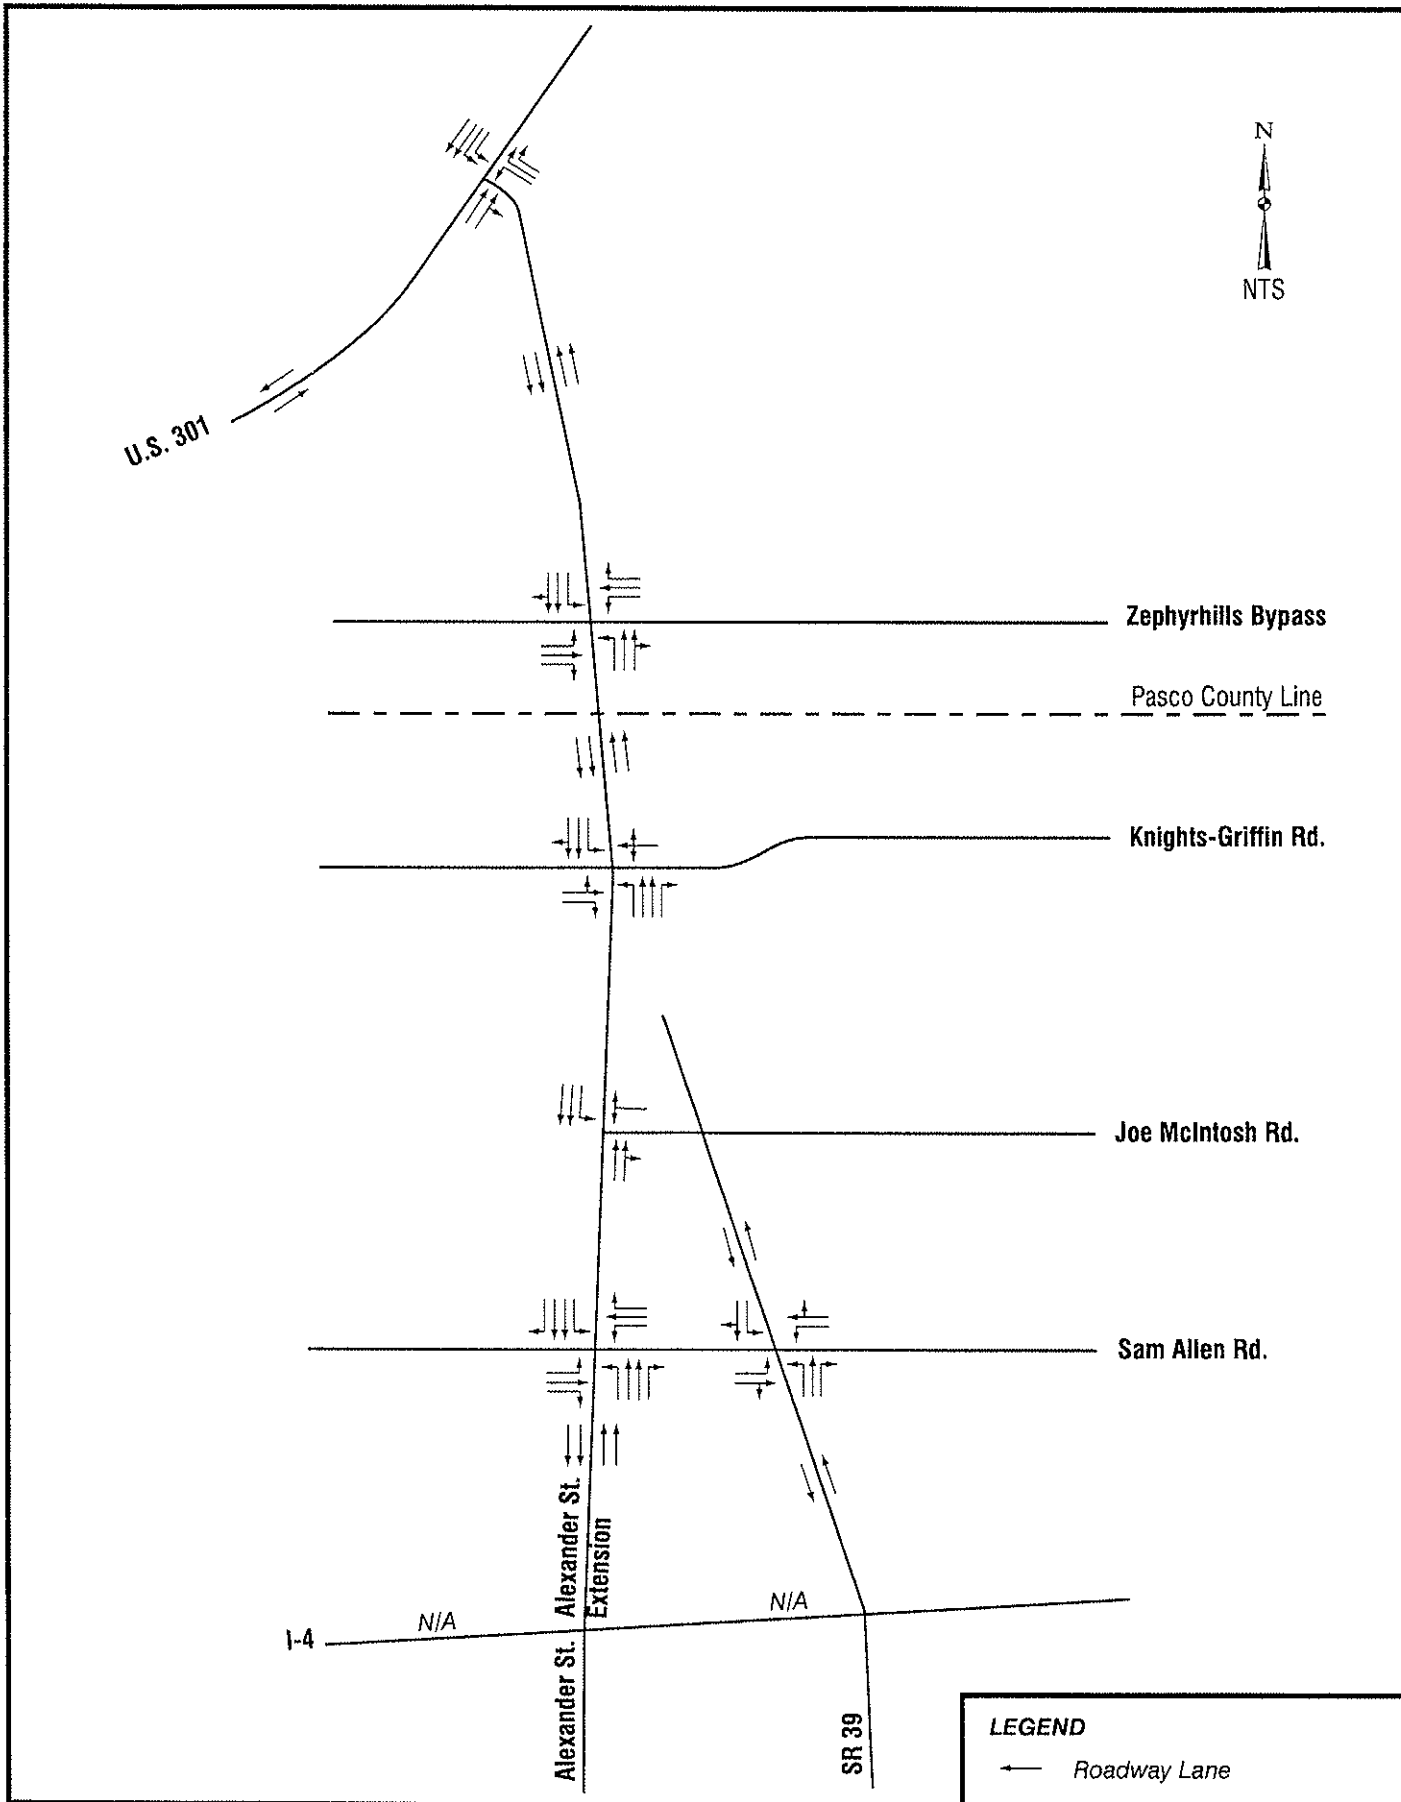 N
NTS
U.S. 301
Zephyrhills Bypass
Pasco County Line
Knights-Griffin Rd.
Joe McIntosh Rd.
Sam Allen Rd.
Alexander St.
Extension
N/A
N/A
I-4
Alexander St.
SR 39
LEGEND
Roadway Lane